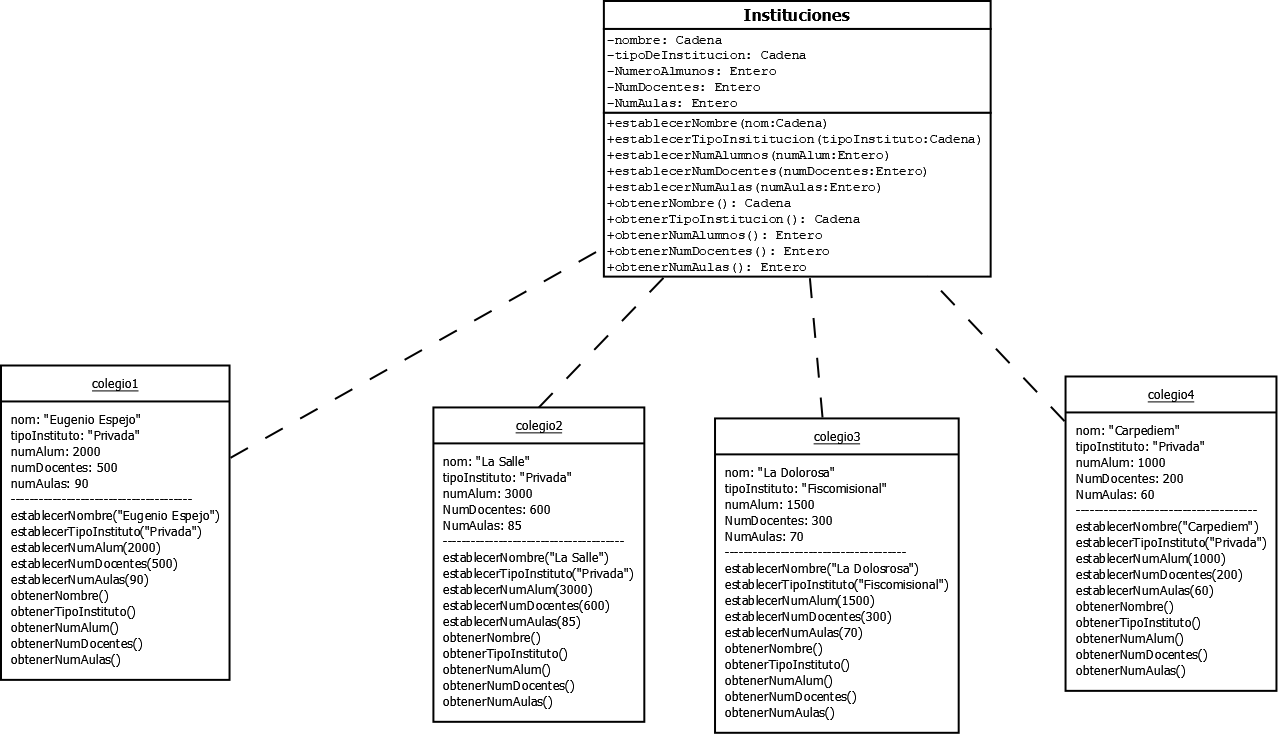 Instituciones
-nombre: Cadena
-tipoDeInstitucion: Cadena
-NumeroAlmunos: Entero
-NumDocentes: Entero
-NumAulas: Entero
+establecerNombre(nom:Cadena)
+establecerTipoInsititucion(tipoInstituto:Cadena)
+establecerNumAlumnos(numAlum:Entero)
+establecerNumDocentes(numDocentes:Entero)
+establecerNumAulas(numAulas:Entero)
+obtenerNombre(): Cadena
+obtenerTipoInstitucion(): Cadena
+obtenerNumAlumnos(): Entero
+obtenerNumDocentes(): Entero
+obtenerNumAulas(): Entero
colegio1
nom: "Eugenio Espejo"
tipoInstituto: "Privada"
numAlum: 2000
numDocentes: 500
numAulas: 90
---------------------------------------
establecerNombre("Eugenio Espejo")
establecerTipoInstituto("Privada")
establecerNumAlum(2000)
establecerNumDocentes(500)
establecerNumAulas(90)
obtenerNombre()
obtenerTipoInstituto()
obtenerNumAlum()
obtenerNumDocentes()
obtenerNumAulas()
colegio2
nom: "La Salle"
tipoInstituto: "Privada"
numAlum: 3000
NumDocentes: 600
NumAulas: 85
---------------------------------------
establecerNombre("La Salle")
establecerTipoInstituto("Privada")
establecerNumAlum(3000)
establecerNumDocentes(600)
establecerNumAulas(85)
obtenerNombre()
obtenerTipoInstituto()
obtenerNumAlum()
obtenerNumDocentes()
obtenerNumAulas()
colegio3
nom: "La Dolorosa"
tipoInstituto: "Fiscomisional"
numAlum: 1500
NumDocentes: 300
NumAulas: 70
---------------------------------------
establecerNombre("La Dolosrosa")
establecerTipoInstituto("Fiscomisional")
establecerNumAlum(1500)
establecerNumDocentes(300)
establecerNumAulas(70)
obtenerNombre()
obtenerTipoInstituto()
obtenerNumAlum()
obtenerNumDocentes()
obtenerNumAulas()
colegio4
nom: "Carpediem"
tipoInstituto: "Privada"
numAlum: 1000
NumDocentes: 200
NumAulas: 60
---------------------------------------
establecerNombre("Carpediem")
establecerTipoInstituto("Privada")
establecerNumAlum(1000)
establecerNumDocentes(200)
establecerNumAulas(60)
obtenerNombre()
obtenerTipoInstituto()
obtenerNumAlum()
obtenerNumDocentes()
obtenerNumAulas()